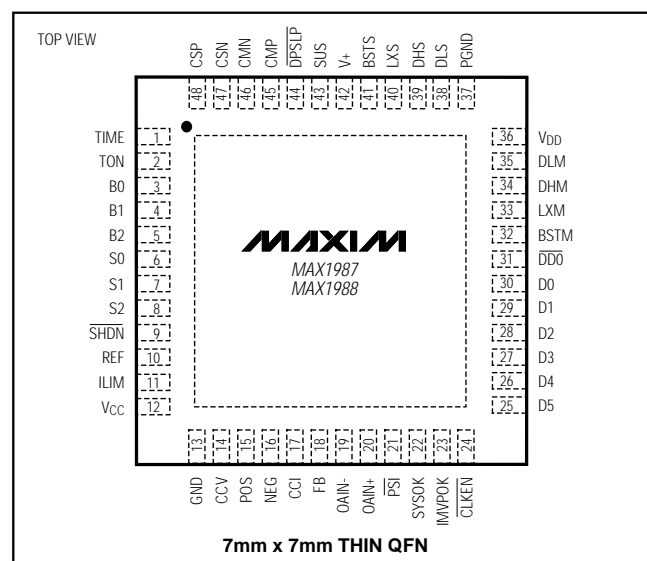 TOP VIEW
CSP CSN CMN CMP DPSLP SUS V+ BSTS LXS DHS DLS PGND
48 47 46 45 44 43 42 41 40 39 38 37
TIME 1
TON 2
B0 3
B1 4
B2 5
S0 6
S1 7
S2 8
SHDN 9
REF 10
ILIM 11
VCC 12
MAXIM
MAX1987
MAX1988
36 VDD
35 DLM
34 DHM
33 LXM
32 BSTM
31 DD0
30 D0
29 D1
28 D2
27 D3
26 D4
25 D5
13 14 15 16 17 18 19 20 21 22 23 24
GND CCV POS NEG CCI FB OAIN- OAIN+ PSI SYSOK IMVPOK CLKEN
7mm x 7mm THIN QFN